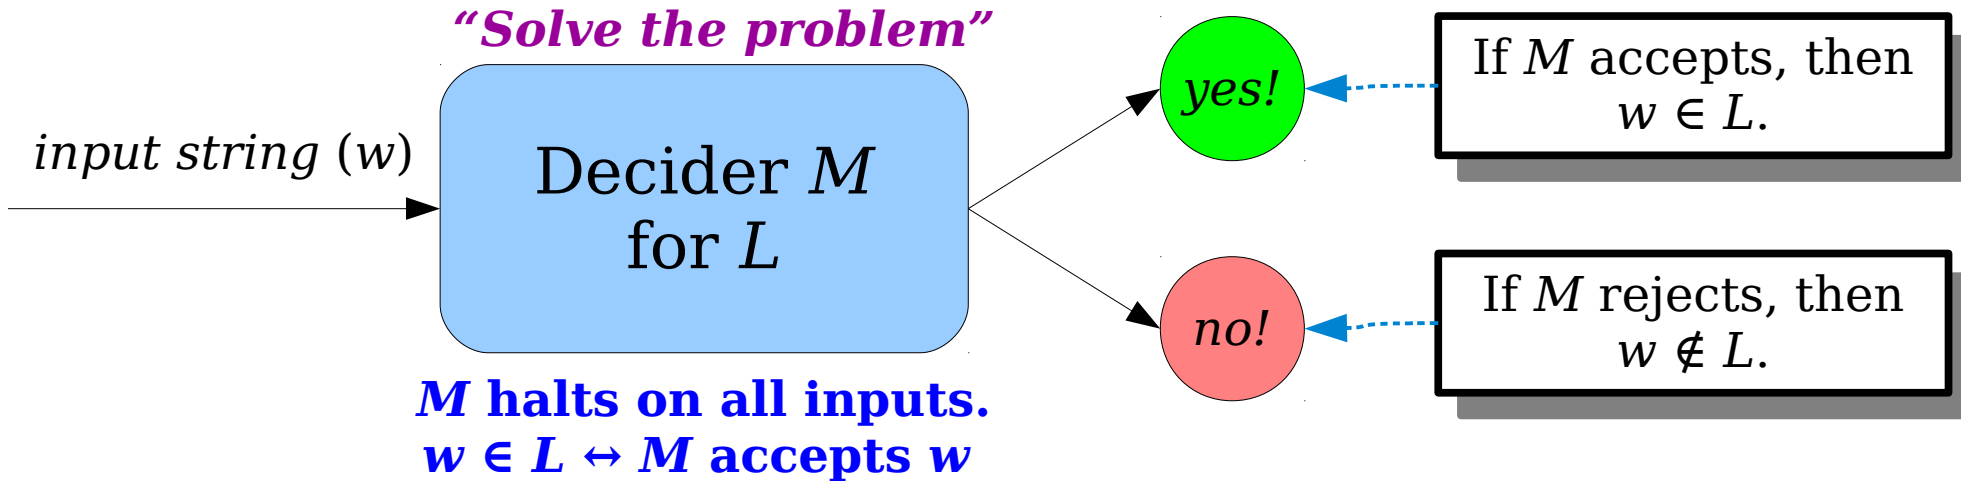 “Solve the problem”
input string (w)
Decider M
for L
M halts on all inputs.
w ∈ L ↔ M accepts w
yes!
If M accepts, then
w ∈ L.
no!
If M rejects, then
w ∉ L.